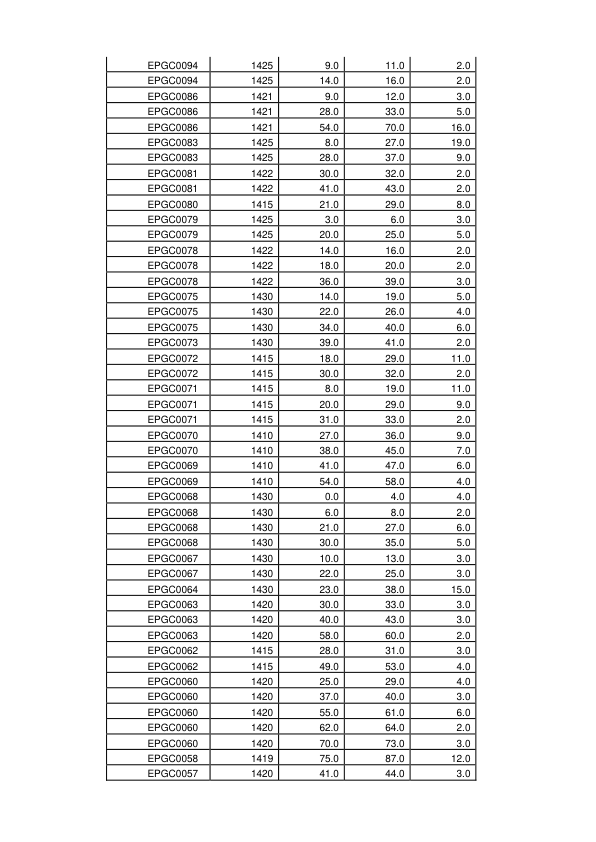 EPGC0094 1425 9.0 11.0 2.0
EPGC0094 1425 14.0 16.0 2.0
EPGC0086 1421 9.0 12.0 3.0
EPGC0086 1421 28.0 33.0 5.0
EPGC0086 1421 54.0 70.0 16.0
EPGC0083 1425 8.0 27.0 19.0
EPGC0083 1425 28.0 37.0 9.0
EPGC0081 1422 30.0 32.0 2.0
EPGC0081 1422 41.0 43.0 2.0
EPGC0080 1415 21.0 29.0 8.0
EPGC0079 1425 3.0 6.0 3.0
EPGC0079 1425 20.0 25.0 5.0
EPGC0078 1422 14.0 16.0 2.0
EPGC0078 1422 18.0 20.0 2.0
EPGC0078 1422 36.0 39.0 3.0
EPGC0075 1430 14.0 19.0 5.0
EPGC0075 1430 22.0 26.0 4.0
EPGC0075 1430 34.0 40.0 6.0
EPGC0073 1430 39.0 41.0 2.0
EPGC0072 1415 18.0 29.0 11.0
EPGC0072 1415 30.0 32.0 2.0
EPGC0071 1415 8.0 19.0 11.0
EPGC0071 1415 20.0 29.0 9.0
EPGC0071 1415 31.0 33.0 2.0
EPGC0070 1410 27.0 36.0 9.0
EPGC0070 1410 38.0 45.0 7.0
EPGC0069 1410 41.0 47.0 6.0
EPGC0069 1410 54.0 58.0 4.0
EPGC0068 1430 0.0 4.0 4.0
EPGC0068 1430 6.0 8.0 2.0
EPGC0068 1430 21.0 27.0 6.0
EPGC0068 1430 30.0 35.0 5.0
EPGC0067 1430 10.0 13.0 3.0
EPGC0067 1430 22.0 25.0 3.0
EPGC0064 1430 23.0 38.0 15.0
EPGC0063 1420 30.0 33.0 3.0
EPGC0063 1420 40.0 43.0 3.0
EPGC0063 1420 58.0 60.0 2.0
EPGC0062 1415 28.0 31.0 3.0
EPGC0062 1415 49.0 53.0 4.0
EPGC0060 1420 25.0 29.0 4.0
EPGC0060 1420 37.0 40.0 3.0
EPGC0060 1420 55.0 61.0 6.0
EPGC0060 1420 62.0 64.0 2.0
EPGC0060 1420 70.0 73.0 3.0
EPGC0058 1419 75.0 87.0 12.0
EPGC0057 1420 41.0 44.0 3.0